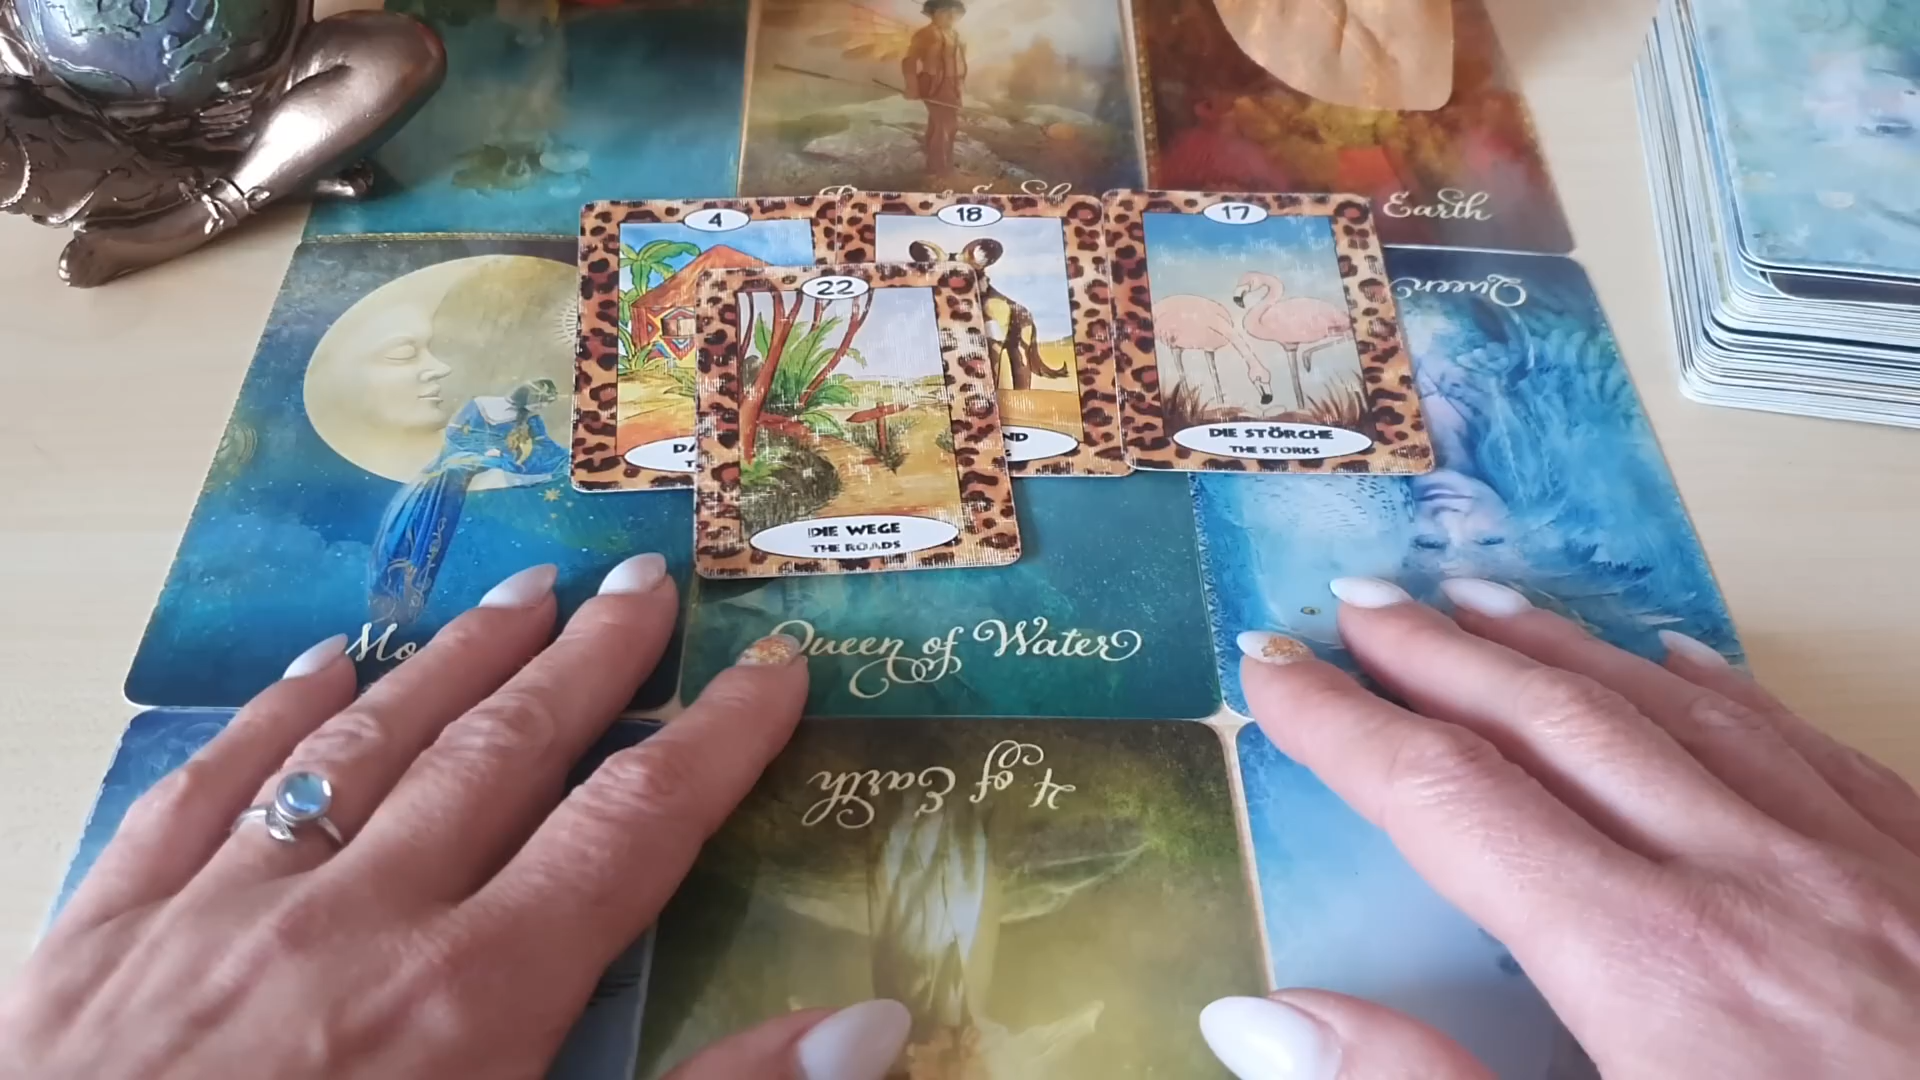 Earth
4
18
17
Queen
22
DIE STÖRCHE
THE STORKS
DIE WEGE
THE ROADS
Queen of Water
4 of Earth